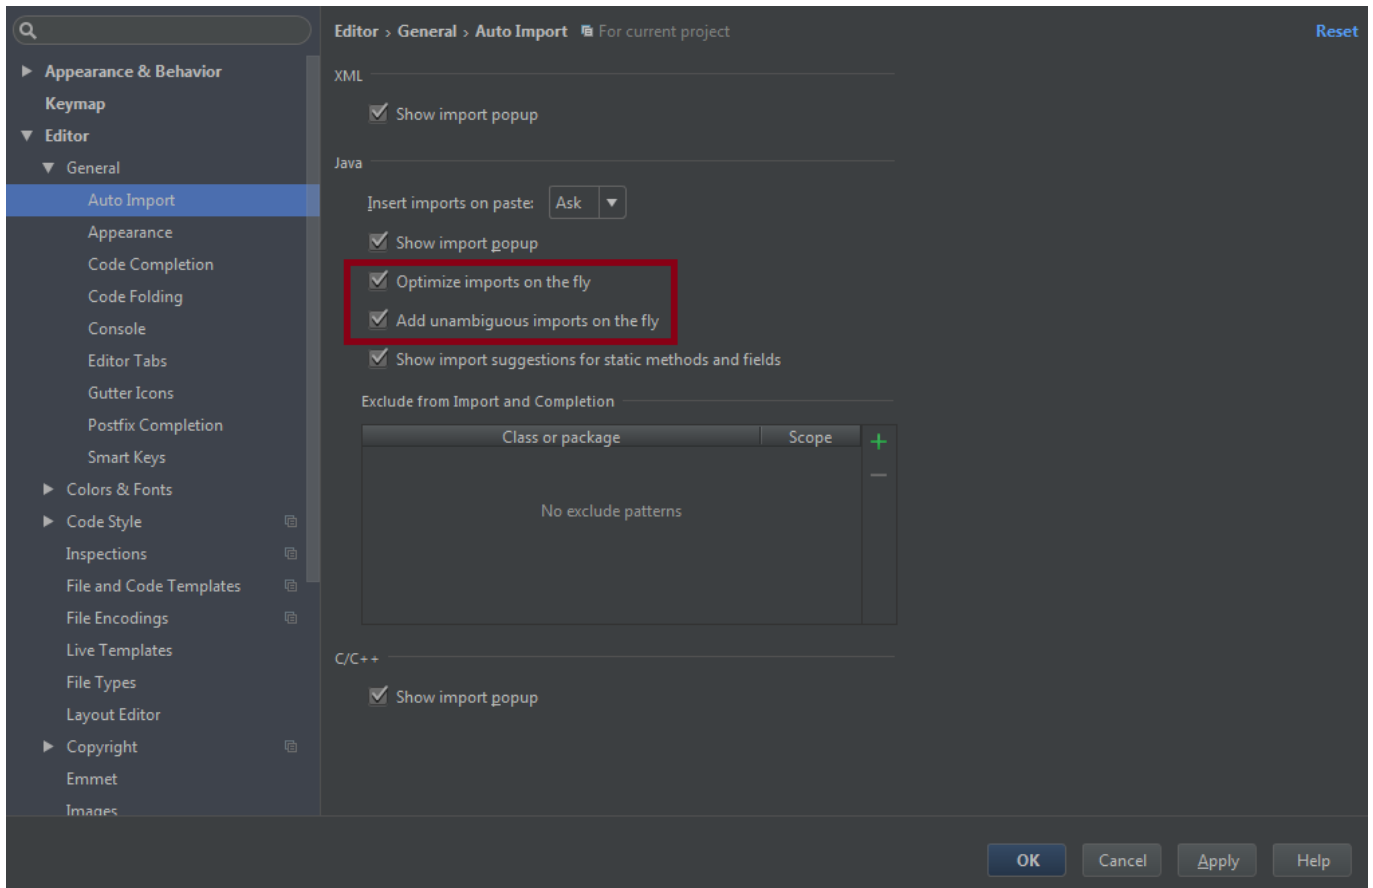 Editor › General › Auto Import For current project Reset
Appearance & Behavior
Keymap
Editor
General
Auto Import
Appearance
Code Completion
Code Folding
Console
Editor Tabs
Gutter Icons
Postfix Completion
Smart Keys
Colors & Fonts
Code Style
Inspections
File and Code Templates
File Encodings
Live Templates
File Types
Layout Editor
Copyright
Emmet
Images
XML
Show import popup
Java
Insert imports on paste: Ask
Show import popup
Optimize imports on the fly
Add unambiguous imports on the fly
Show import suggestions for static methods and fields
Exclude from Import and Completion
Class or package Scope
No exclude patterns
C/C++
Show import popup
OK Cancel Apply Help